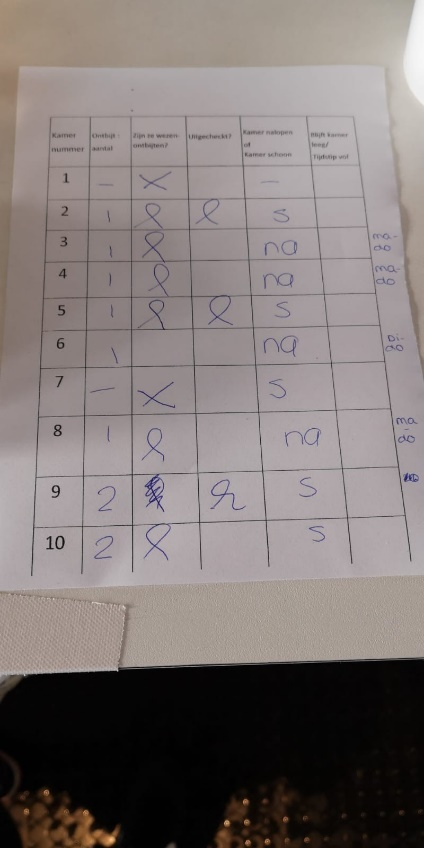 Kamer nummer Ontbijt - aantal Zijn ze wezen ontbijten? Uitgecheckt? Kamer nalopen of Kamer schoon Blijft kamer leeg/ Tijdstip vol
1 – X –
2 1 S
3 1 na ma. do
4 1 na ma. do
5 1 S
6 1 na do
7 – X S
8 1 na ma do
9 2 S
10 2 S